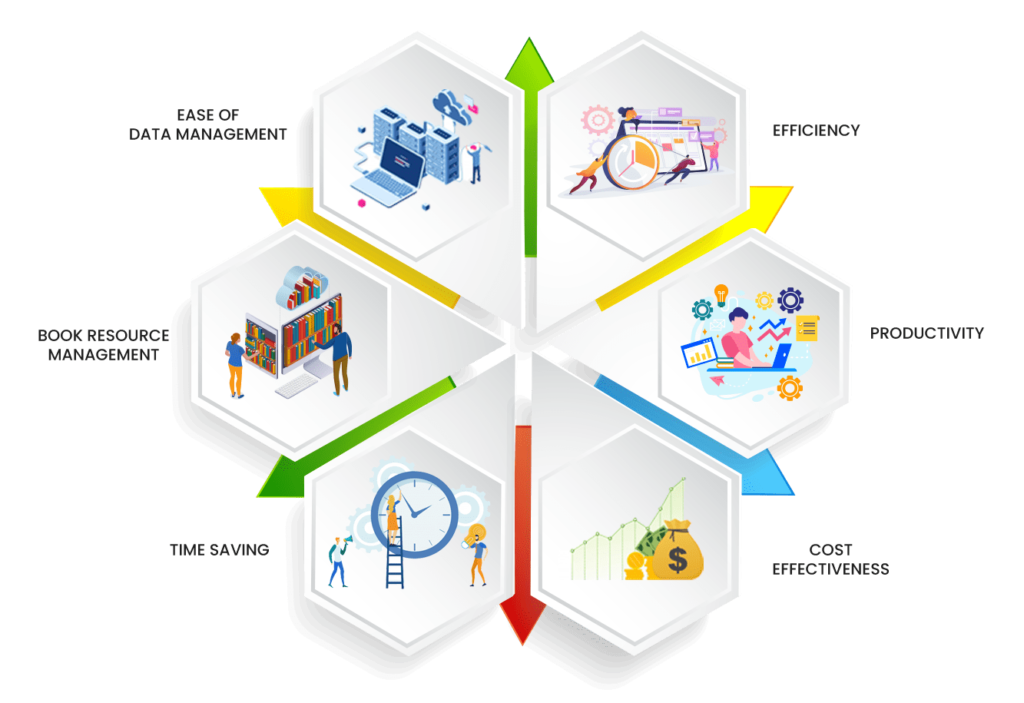 EASE OF
DATA MANAGEMENT
EFFICIENCY
BOOK RESOURCE
MANAGEMENT
PRODUCTIVITY
TIME SAVING
$
COST
EFFECTIVENESS